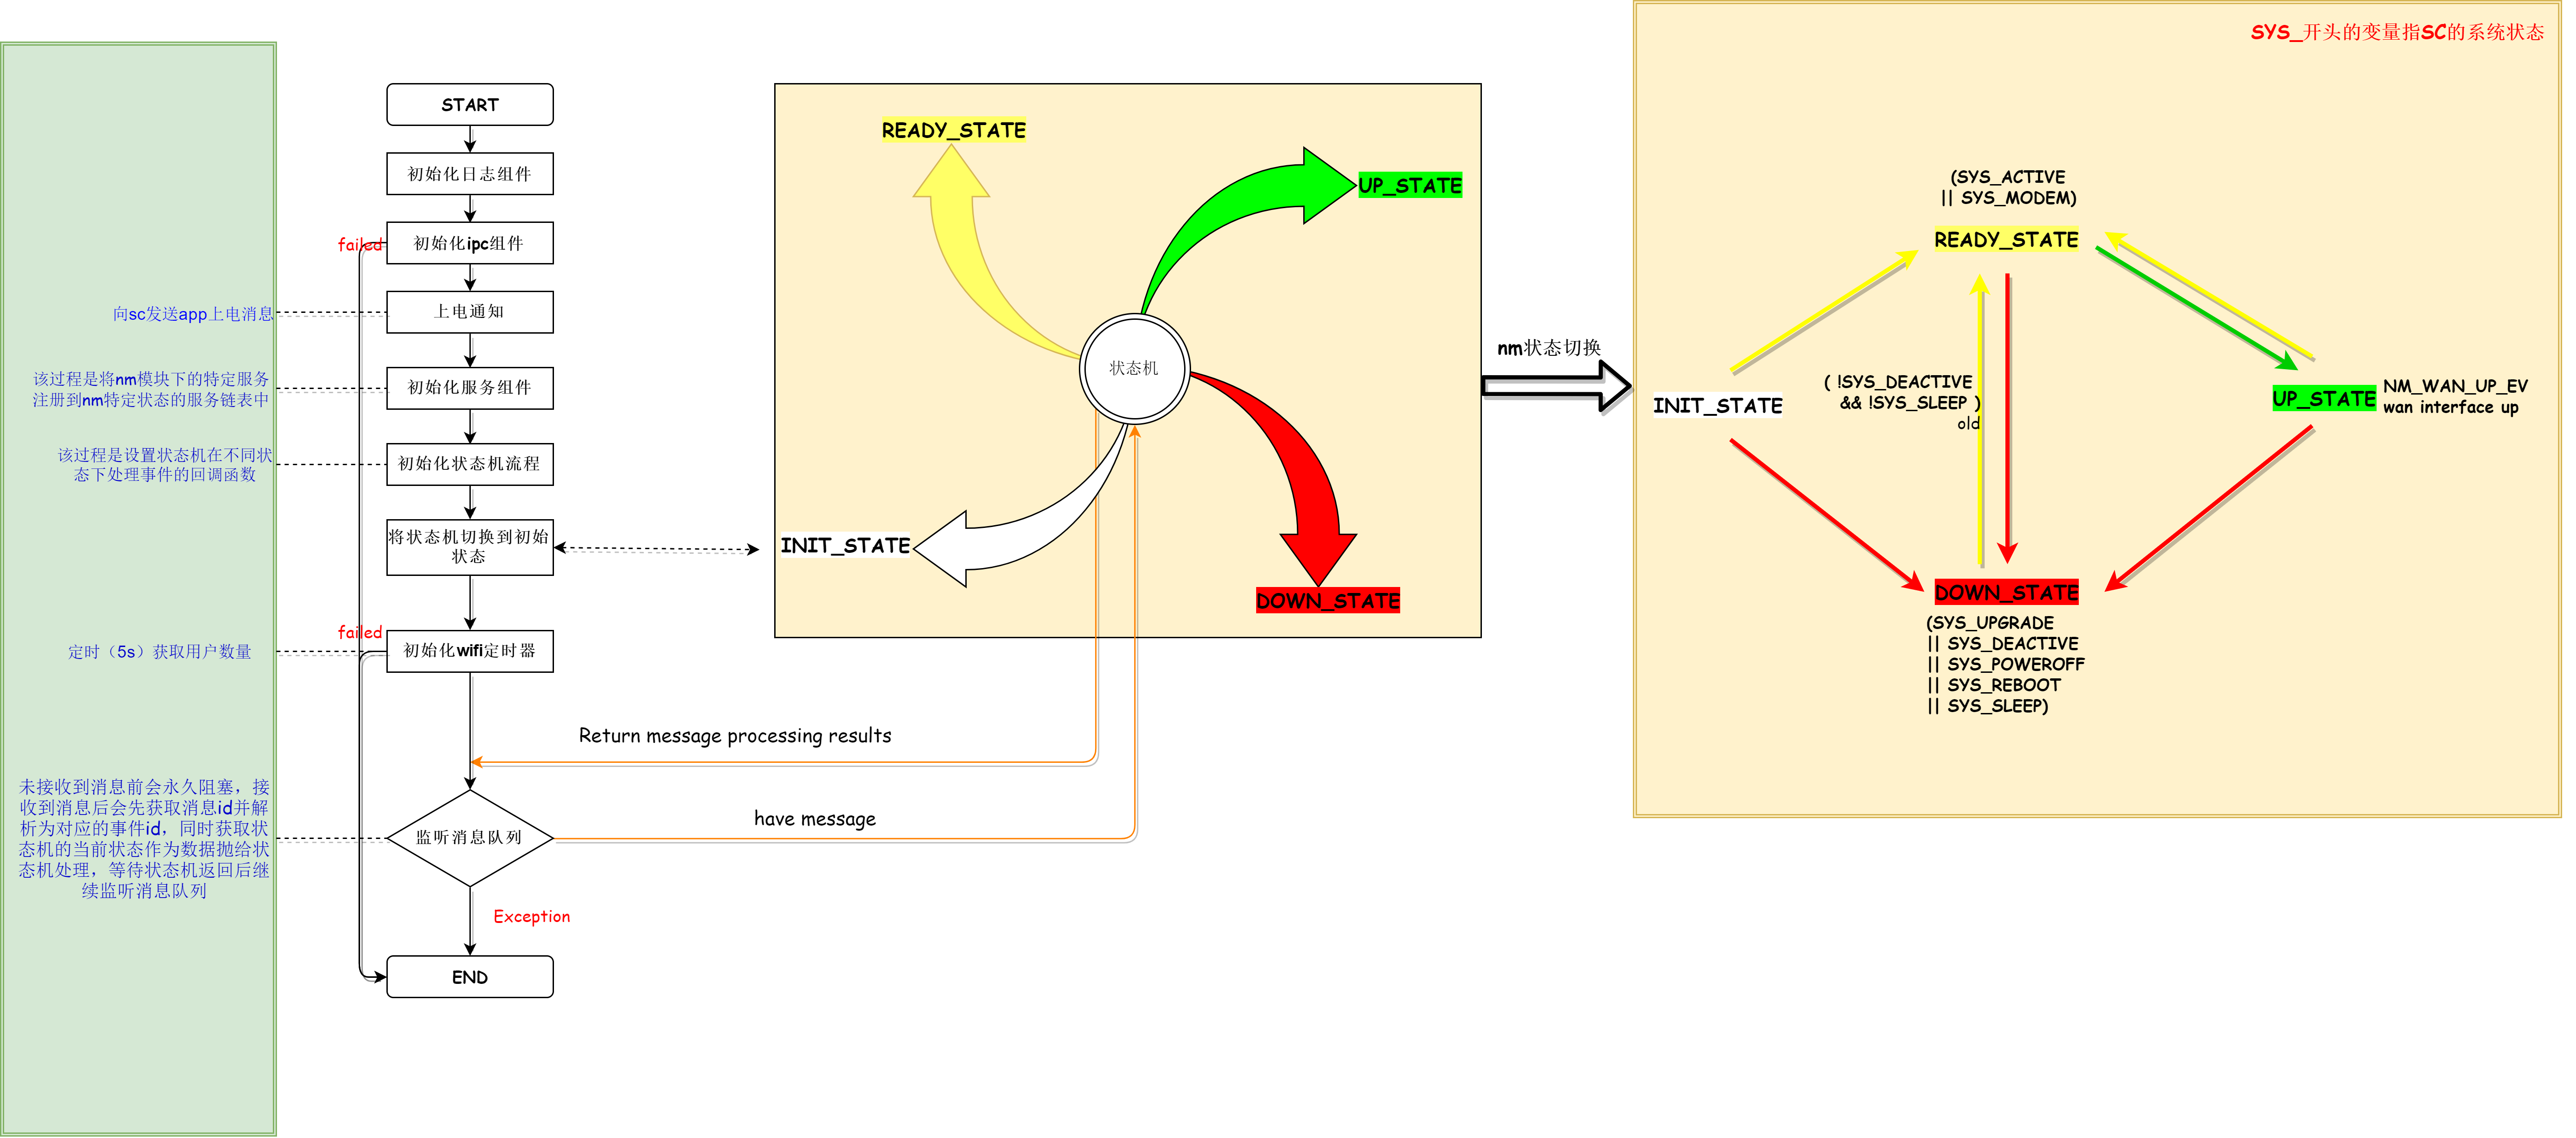 向sc发送app上电消息
该过程是将nm模块下的特定服务
注册到nm特定状态的服务链表中
该过程是设置状态机在不同状
态下处理事件的回调函数
定时（5s）获取用户数量
未接收到消息前会永久阻塞，接
收到消息后会先获取消息id并解
析为对应的事件id，同时获取状
态机的当前状态作为数据抛给状
态机处理，等待状态机返回后继
续监听消息队列
START
初始化日志组件
failed
初始化ipc组件
上电通知
初始化服务组件
初始化状态机流程
将状态机切换到初始
状态
failed
初始化wifi定时器
监听消息队列
Exception
END
Return message processing results
have message
READY_STATE
UP_STATE
状态机
INIT_STATE
DOWN_STATE
nm状态切换
SYS_开头的变量指SC的系统状态
(SYS_ACTIVE
|| SYS_MODEM)
READY_STATE
( !SYS_DEACTIVE
&& !SYS_SLEEP )
old
INIT_STATE
UP_STATE
NM_WAN_UP_EV
wan interface up
DOWN_STATE
(SYS_UPGRADE
|| SYS_DEACTIVE
|| SYS_POWEROFF
|| SYS_REBOOT
|| SYS_SLEEP)